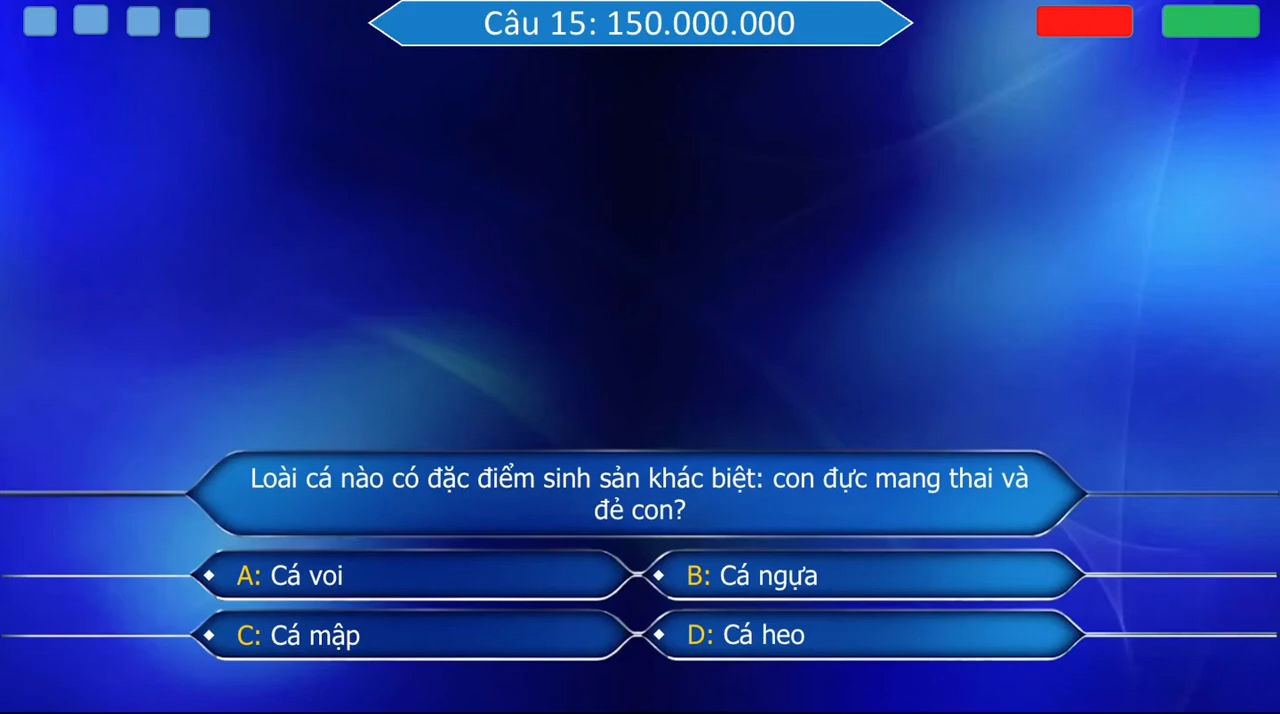 Câu 15: 150.000.000
Loài cá nào có đặc điểm sinh sản khác biệt: con đực mang thai và
đẻ con?
A: Cá voi
B: Cá ngựa
C: Cá mập
D: Cá heo